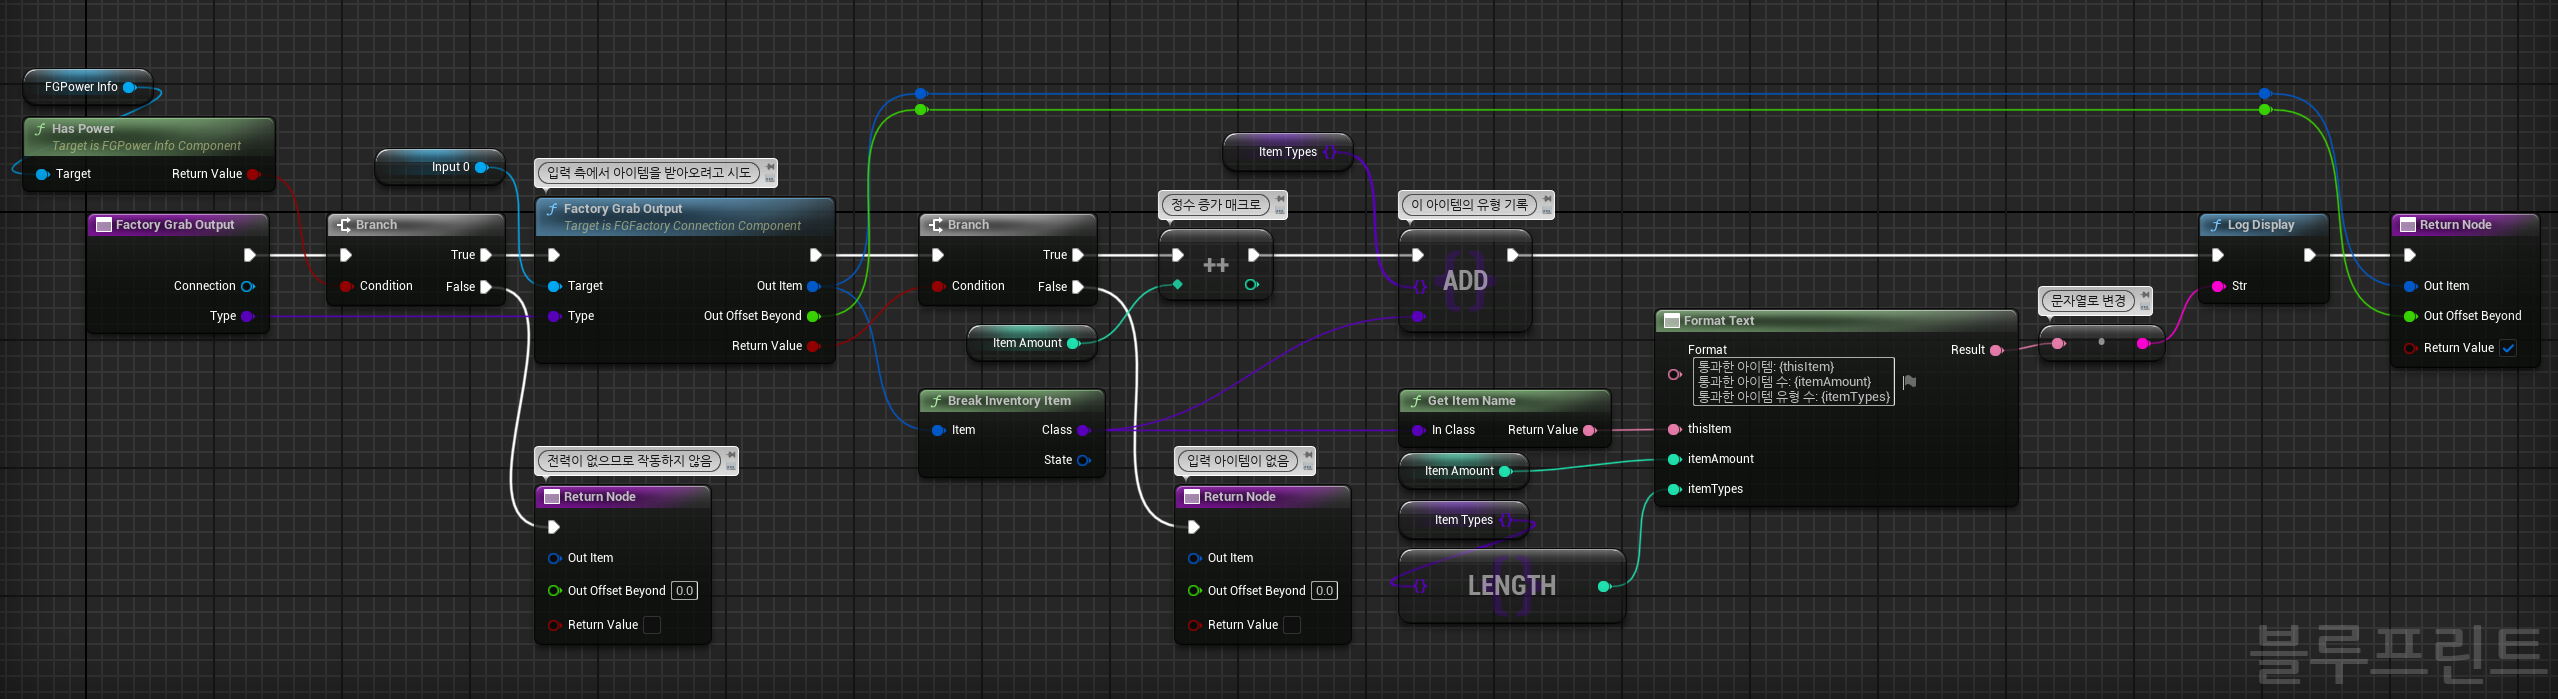 FGPower Info
Has Power
Target is FGPower Info Component
Target
Return Value
Factory Grab Output
Connection
Type
Branch
Condition
True
False
Input 0
입력 측에서 아이템을 받아오려고 시도
Factory Grab Output
Target is FGFactory Connection Component
Target
Type
Out Item
Out Offset Beyond
Return Value
전력이 없으므로 작동하지 않음
Return Node
Out Item
Out Offset Beyond 0.0
Return Value
Branch
Condition
True
False
Item Amount
Break Inventory Item
Item
Class
State
정수 증가 매크로
++
입력 아이템이 없음
Return Node
Out Item
Out Offset Beyond 0.0
Return Value
Item Types
이 아이템의 유형 기록
ADD
Get Item Name
In Class
Return Value
Item Amount
Item Types
LENGTH
Format Text
Format
통과한 아이템: {thisItem}
통과한 아이템 수: {itemAmount}
통과한 아이템 유형 수: {itemTypes}
thisItem
itemAmount
itemTypes
Result
문자열로 변경
Log Display
Str
Return Node
Out Item
Out Offset Beyond
Return Value
블루프린트